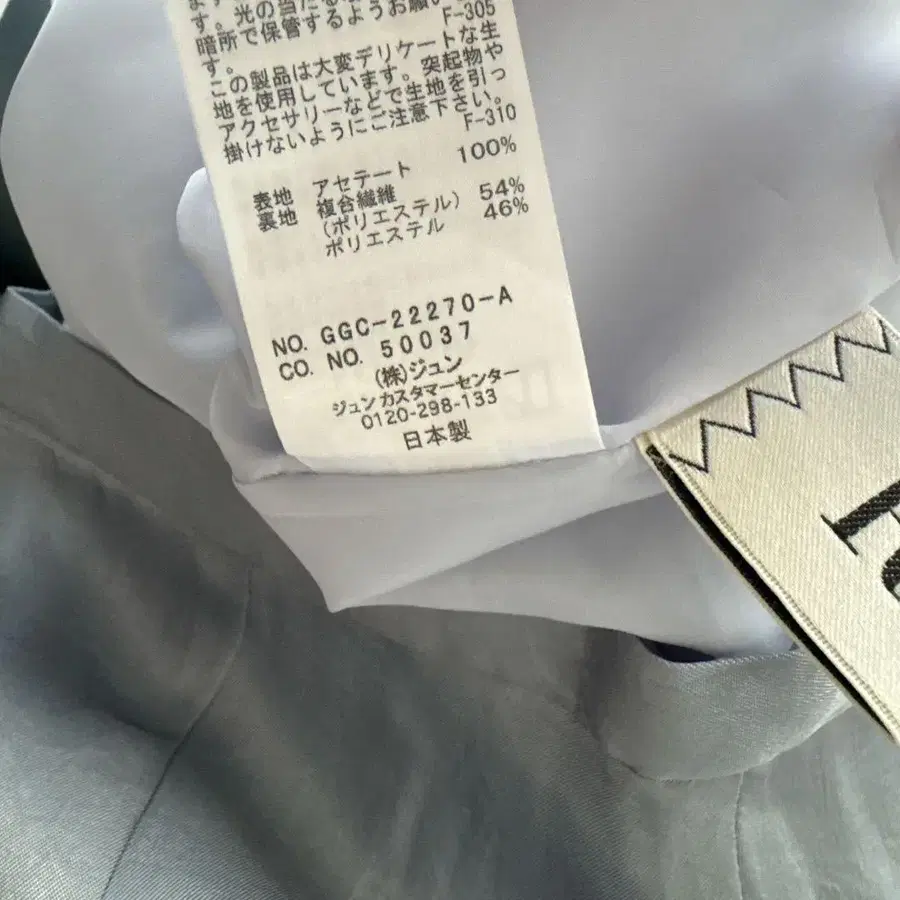 ます。光の当た
暗所で保管するようお願い
す。 F-305
この製品は大変デリケートな生
地を使用しています。突起物や
アクセサリーなどで生地を引っ
掛けないようにご注意下さい。
F-310
表地 アセテート 100%
裏地 複合繊維
(ポリエステル) 54%
ポリエステル 46%
NO. GGC-22270-A
CO. NO. 50037
(株)ジュン
ジュンカスタマーセンター
0120-298-133
日本製